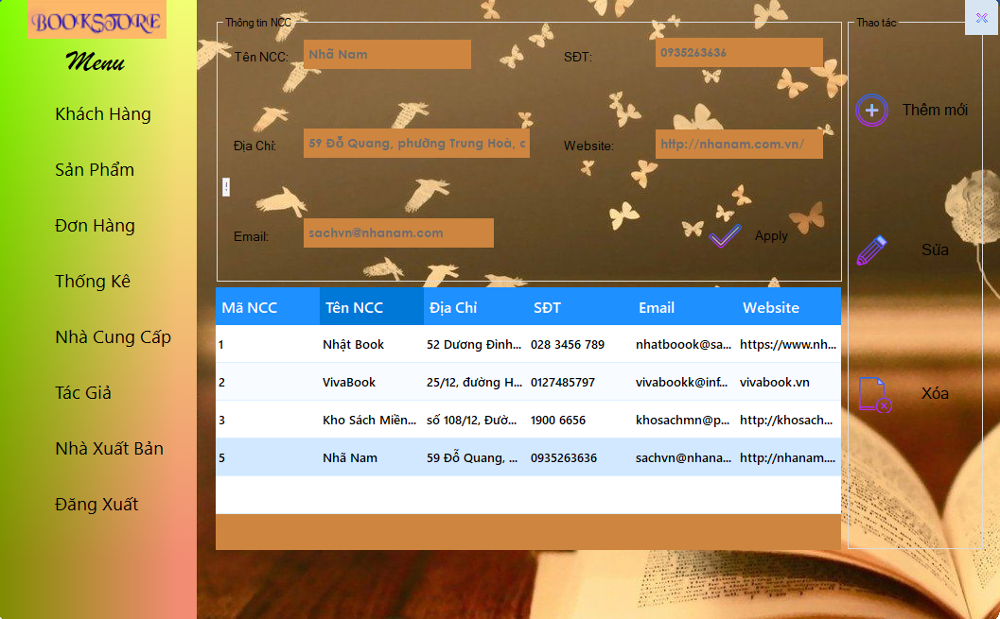 BOOKSTORE
Menu
Khách Hàng
Sản Phẩm
Đơn Hàng
Thống Kê
Nhà Cung Cấp
Tác Giả
Nhà Xuất Bản
Đăng Xuất
Thông tin NCC
Tên NCC: Nhã Nam SĐT: 0935263636
Địa Chỉ: 59 Đỗ Quang, phường Trung Hoà, c Website: http://nhanam.com.vn/
Email: sachvn@nhanam.com Apply
Mã NCC Tên NCC Địa Chỉ SĐT Email Website
1 Nhật Book 52 Dương Đình... 028 3456 789 nhatboook@sa... https://www.nh...
2 VivaBook 25/12, đường H... 0127485797 vivabookk@inf... vivabook.vn
3 Kho Sách Miền... số 108/12, Đườ... 1900 6656 khosachmn@p... http://khosach...
5 Nhã Nam 59 Đỗ Quang, ... 0935263636 sachvn@nhana... http://nhanam....
Thao tác
Thêm mới
Sửa
Xóa